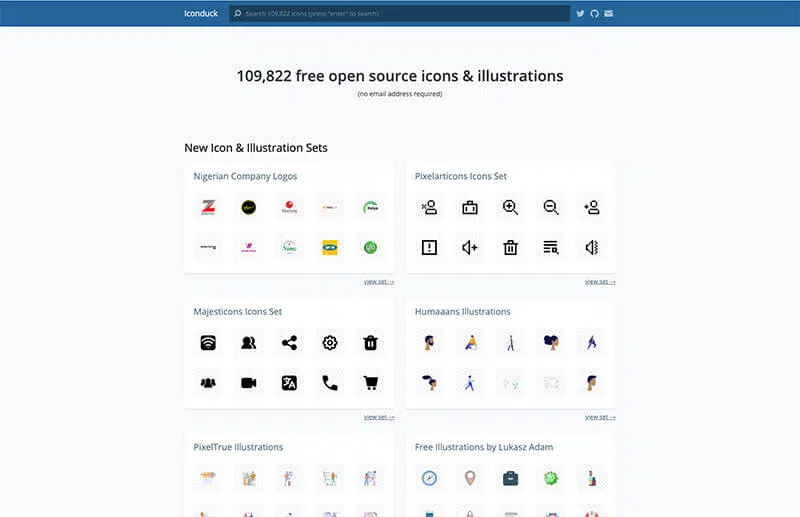 Iconduck
Search 109,822 icons (press "enter" to search)
109,822 free open source icons & illustrations
(no email address required)
New Icon & Illustration Sets
Nigerian Company Logos
Pixelarticons Icons Set
view set →
view set →
Majesticons Icons Set
Humaaans Illustrations
view set →
view set →
PixelTrue Illustrations
Free Illustrations by Lukasz Adam